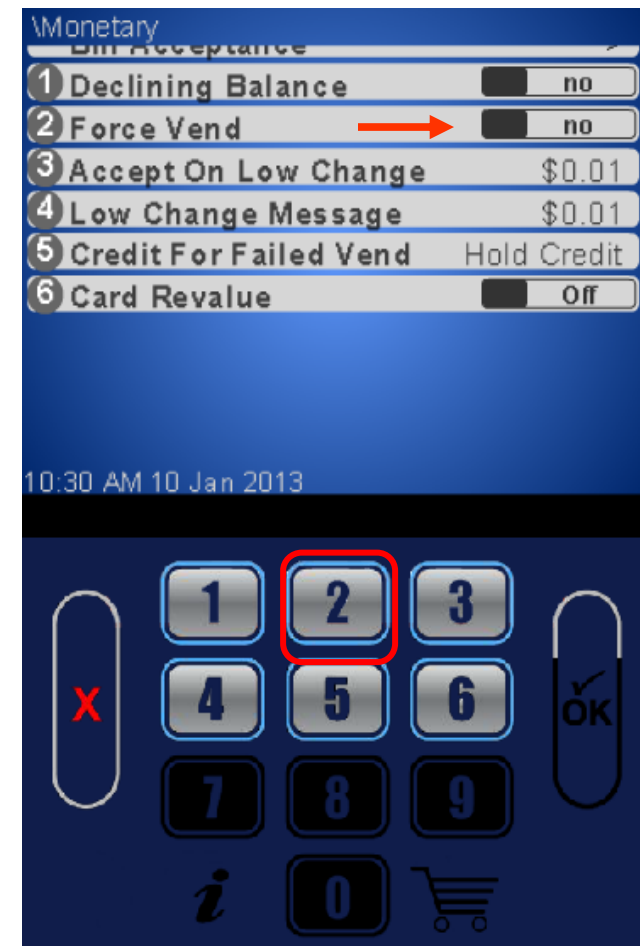 \Monetary
Bill Acceptance >
1 Declining Balance no
2 Force Vend no
3 Accept On Low Change $0.01
4 Low Change Message $0.01
5 Credit For Failed Vend Hold Credit
6 Card Revalue Off
10:30 AM 10 Jan 2013
1 2 3
X 4 5 6 OK
7 8 9
i 0